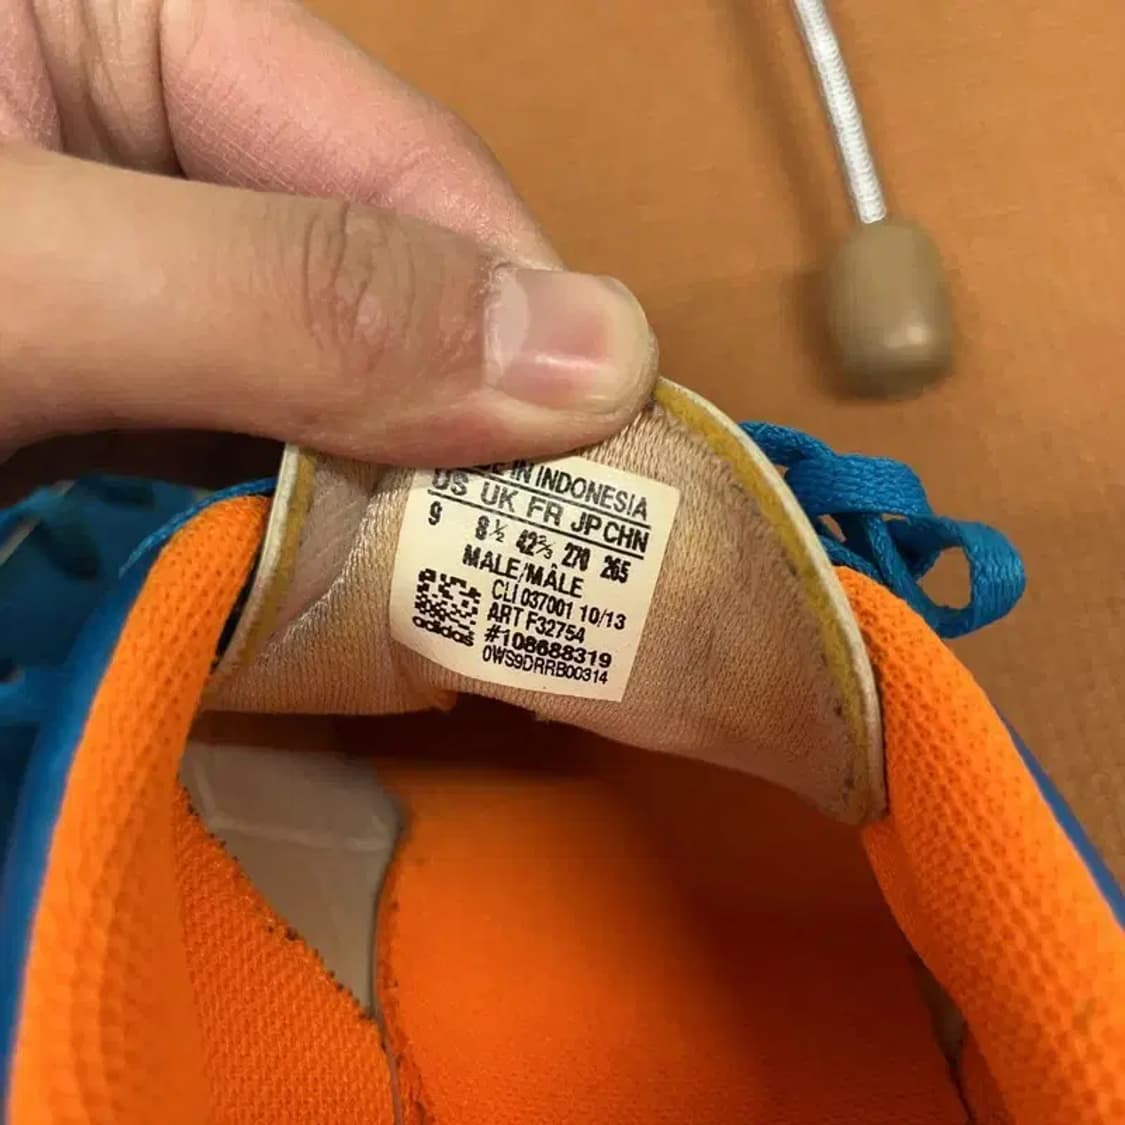 IN INDONESIA
US UK FR JP CHN
9 8½ 42⅔ 270 265
MALE/MÂLE
CLI 037001 10/13
ART F32754
#108688319
adidas 0WS9DRRB00314